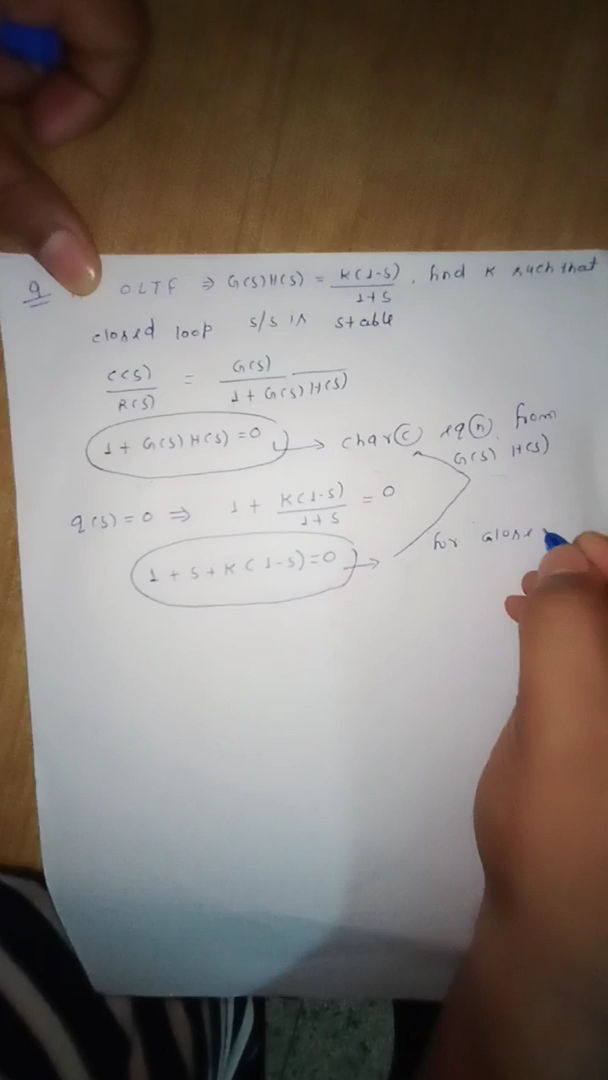 Q OLTF ⇒ G(S)H(S) = K(1-S)/1+S , find K such that
closed loop s/s is stable
C(S)/R(S) = G(S)/1 + G(S)H(S)
1 + G(S)H(S) = 0 → char(c) eq(n) from
G(S) H(S)
q(s) = 0 ⇒ 1 + K(1-S)/1+S = 0
1 + S + K(1-S) = 0 →
for close